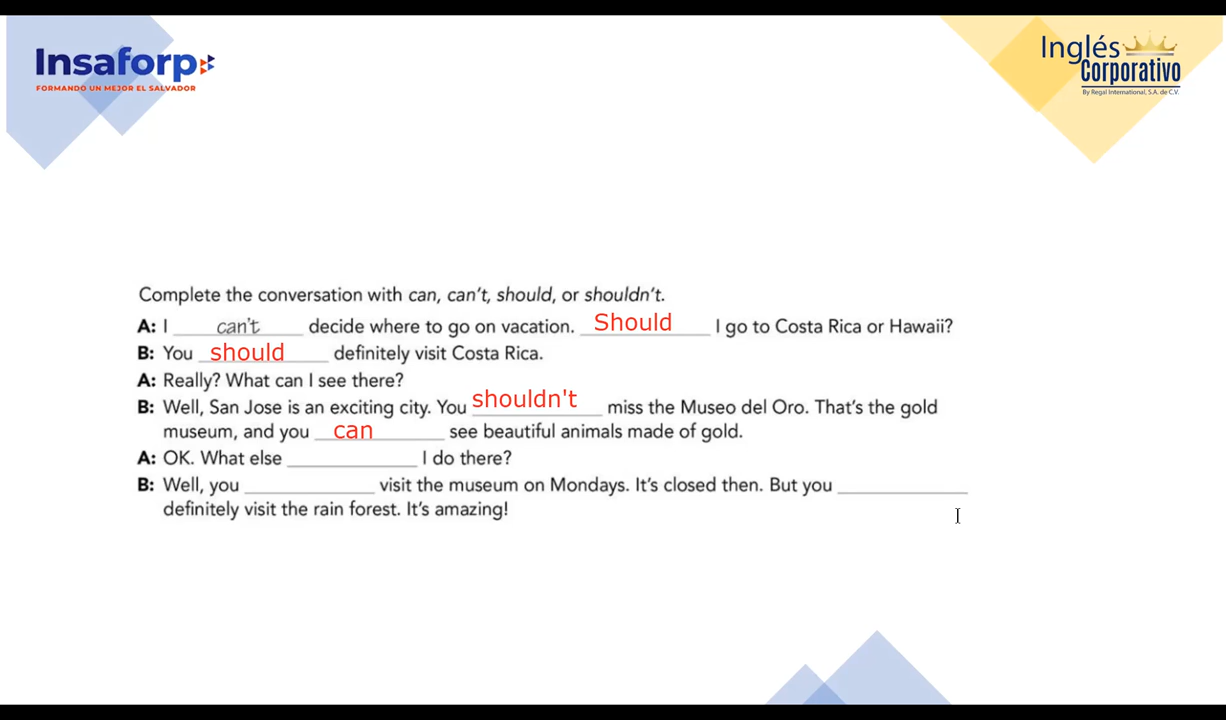 Insaforp
FORMANDO UN MEJOR EL SALVADOR
Inglés
Corporativo
By Regal International, S.A. de C.V.
Complete the conversation with can, can't, should, or shouldn't.
A: I can't decide where to go on vacation. Should I go to Costa Rica or Hawaii?
B: You should definitely visit Costa Rica.
A: Really? What can I see there?
B: Well, San Jose is an exciting city. You shouldn't miss the Museo del Oro. That's the gold
museum, and you can see beautiful animals made of gold.
A: OK. What else ____________ I do there?
B: Well, you ____________ visit the museum on Mondays. It's closed then. But you ____________
definitely visit the rain forest. It's amazing!